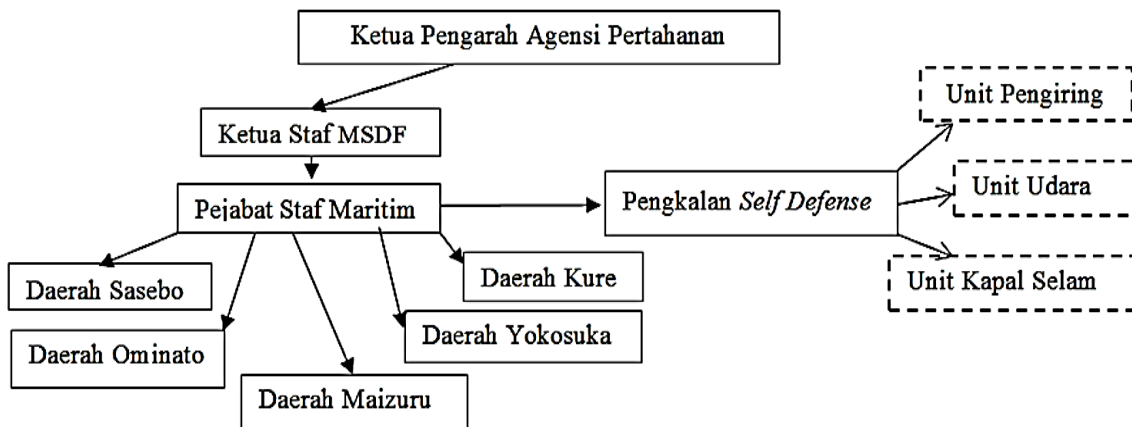 Ketua Pengarah Agensi Pertahanan
Unit Pengiring
Ketua Staf MSDF
Pejabat Staf Maritim
Pengkalan Self Defense
Unit Udara
Unit Kapal Selam
Daerah Sasebo
Daerah Kure
Daerah Ominato
Daerah Yokosuka
Daerah Maizuru